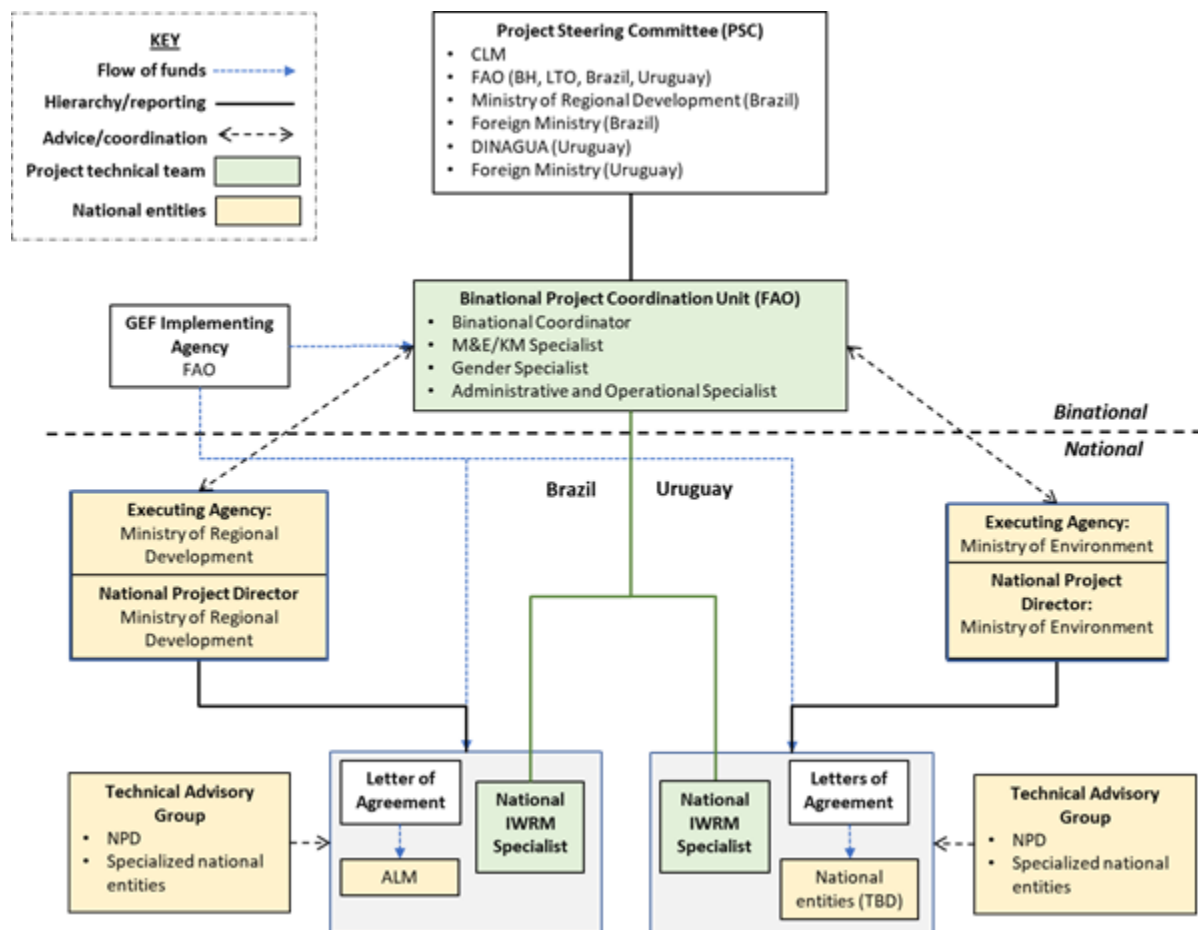 KEY
Flow of funds
Hierarchy/reporting
Advice/coordination
Project technical team
National entities
Project Steering Committee (PSC)
• CLM
• FAO (BH, LTO, Brazil, Uruguay)
• Ministry of Regional Development (Brazil)
• Foreign Ministry (Brazil)
• DINAGUA (Uruguay)
• Foreign Ministry (Uruguay)
GEF Implementing
Agency
FAO
Binational Project Coordination Unit (FAO)
• Binational Coordinator
• M&E/KM Specialist
• Gender Specialist
• Administrative and Operational Specialist
Binational
National
Brazil
Uruguay
Executing Agency:
Ministry of Regional
Development
National Project Director
Ministry of Regional
Development
Executing Agency:
Ministry of Environment
National Project
Director:
Ministry of Environment
Technical Advisory
Group
• NPD
• Specialized national
entities
Letter of
Agreement
ALM
National
IWRM
Specialist
National
IWRM
Specialist
Letters of
Agreement
National
entities (TBD)
Technical Advisory
Group
• NPD
• Specialized national
entities